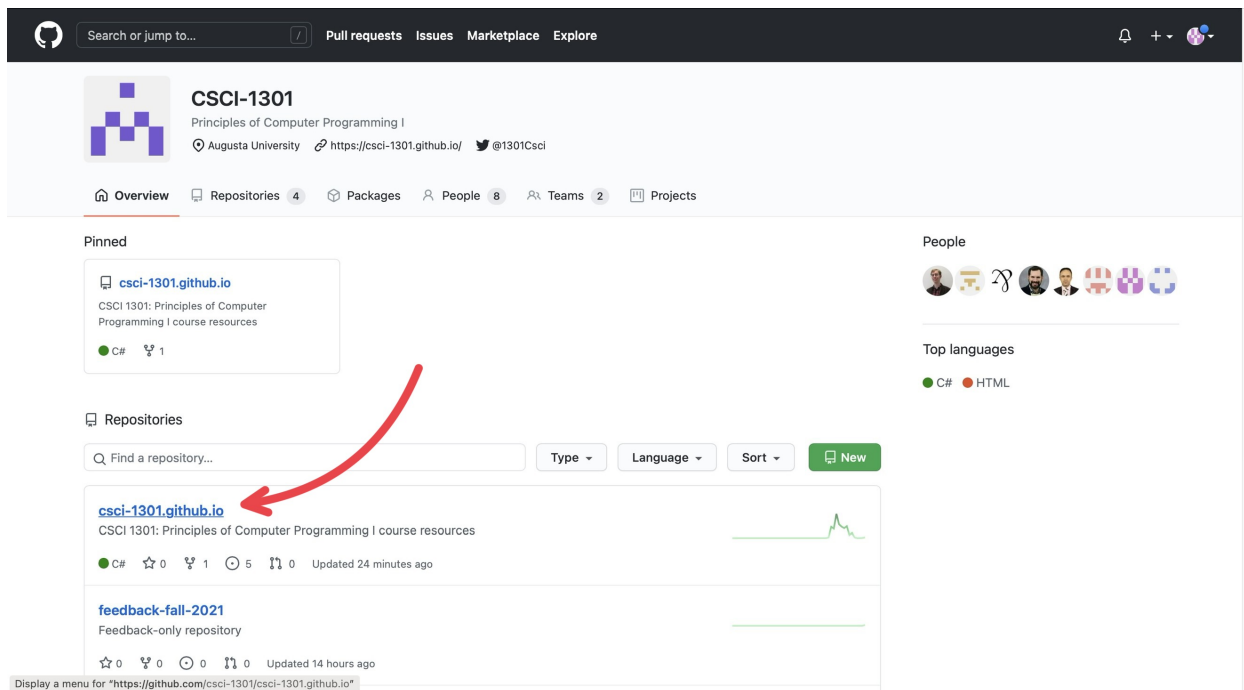 Search or jump to... / Pull requests Issues Marketplace Explore
CSCI-1301
Principles of Computer Programming I
Augusta University https://csci-1301.github.io/ @1301Csci
Overview Repositories 4 Packages People 8 Teams 2 Projects
Pinned
csci-1301.github.io
CSCI 1301: Principles of Computer
Programming I course resources
C# 1
People
Top languages
C# HTML
Repositories
Find a repository... Type Language Sort New
csci-1301.github.io
CSCI 1301: Principles of Computer Programming I course resources
C# 0 1 5 0 Updated 24 minutes ago
feedback-fall-2021
Feedback-only repository
0 0 0 0 Updated 14 hours ago
Display a menu for "https://github.com/csci-1301/csci-1301.github.io"